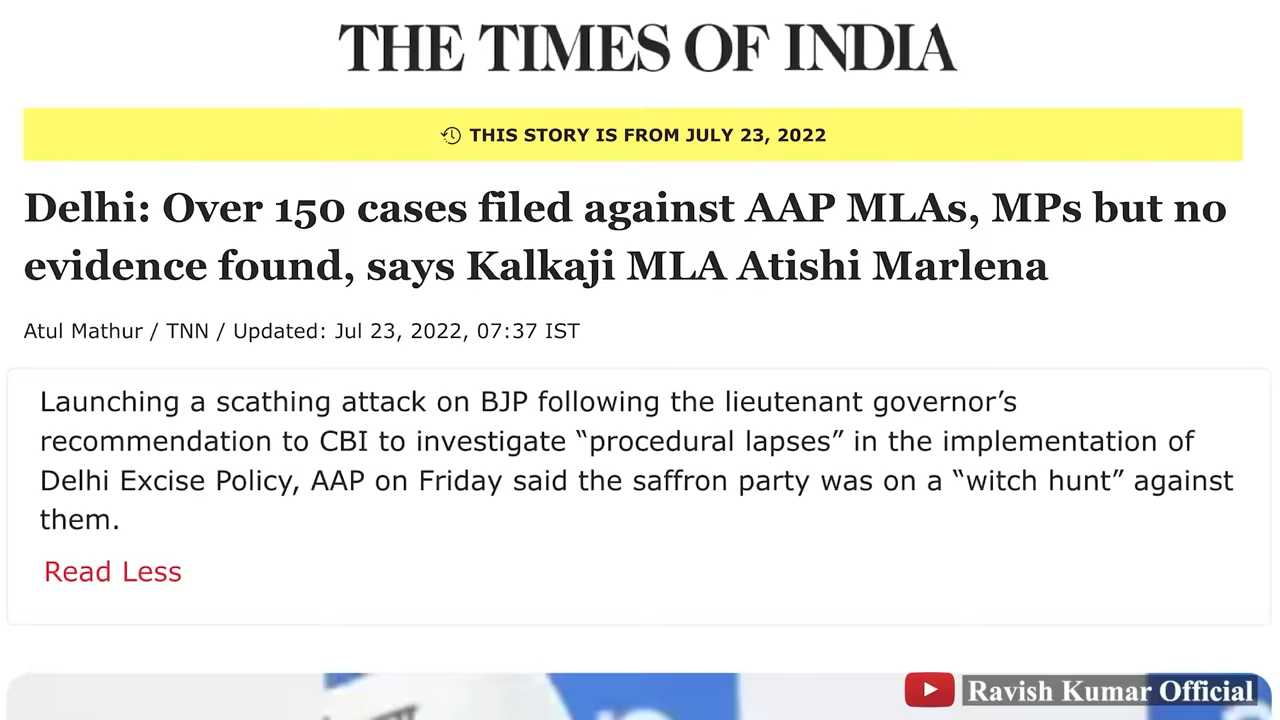 THE TIMES OF INDIA
THIS STORY IS FROM JULY 23, 2022
Delhi: Over 150 cases filed against AAP MLAs, MPs but no
evidence found, says Kalkaji MLA Atishi Marlena
Atul Mathur / TNN / Updated: Jul 23, 2022, 07:37 IST
Launching a scathing attack on BJP following the lieutenant governor’s
recommendation to CBI to investigate “procedural lapses” in the implementation of
Delhi Excise Policy, AAP on Friday said the saffron party was on a “witch hunt” against
them.
Read Less
Ravish Kumar Official